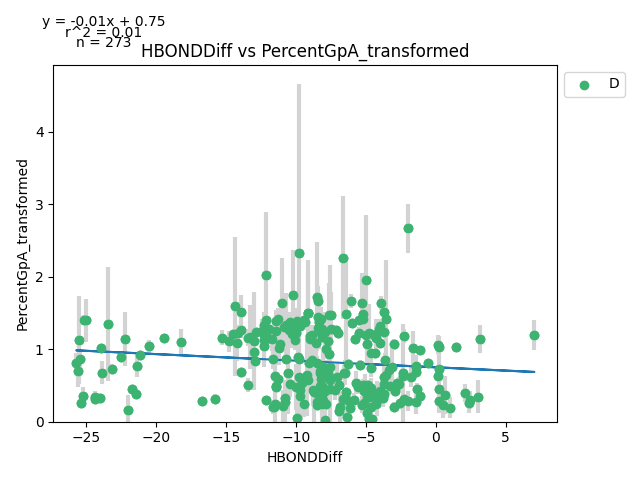 y = -0.01x + 0.75
r^2 = 0.01
n = 273
HBONDDiff vs PercentGpA_transformed
D
PercentGpA_transformed
4
3
2
1
0
−25
−20
−15
−10
−5
0
5
HBONDDiff